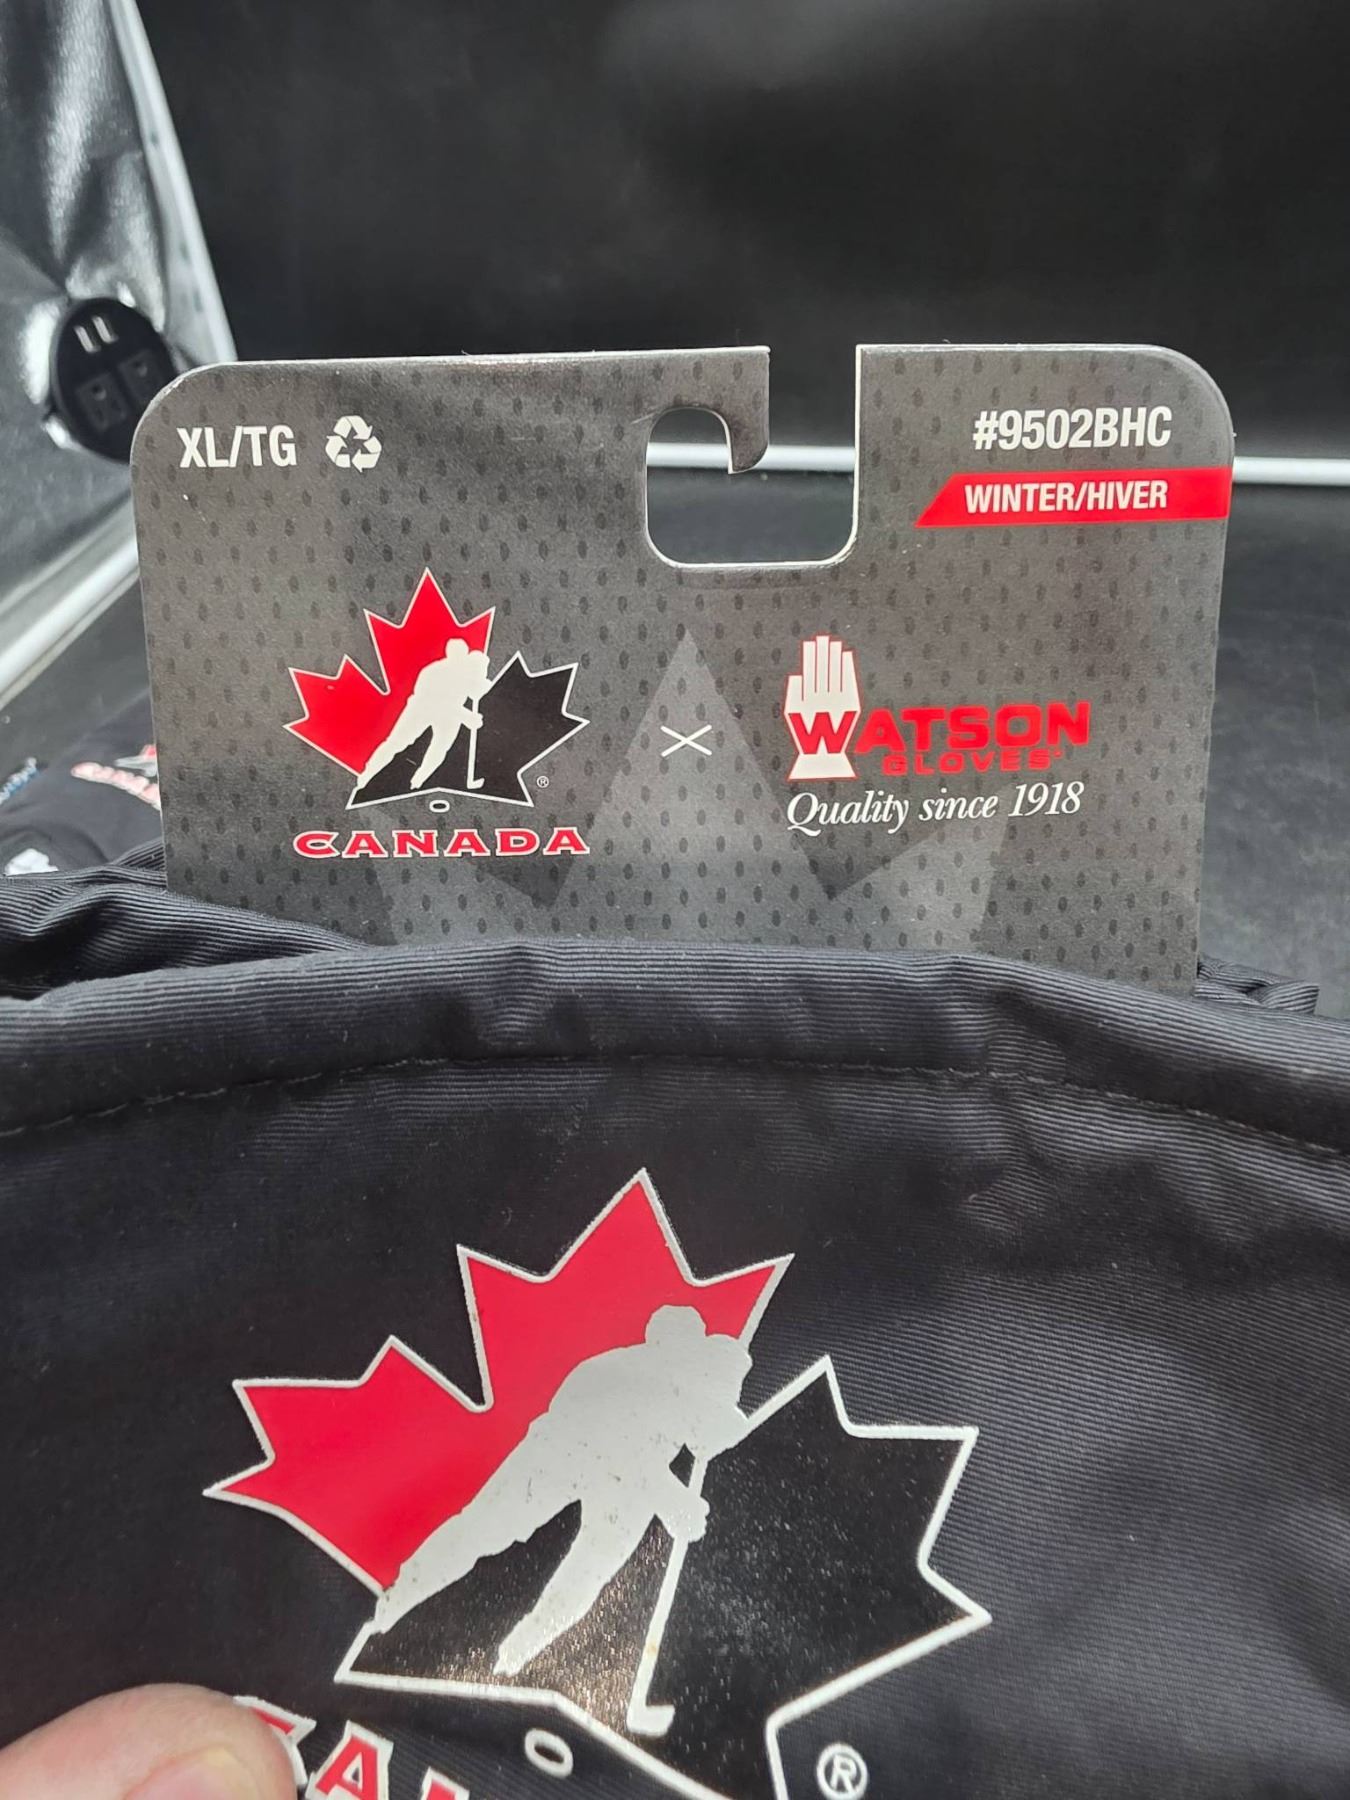 XL/TG
#9502BHC
WINTER/HIVER
®
CANADA
WATSON
GLOVES
Quality since 1918
®